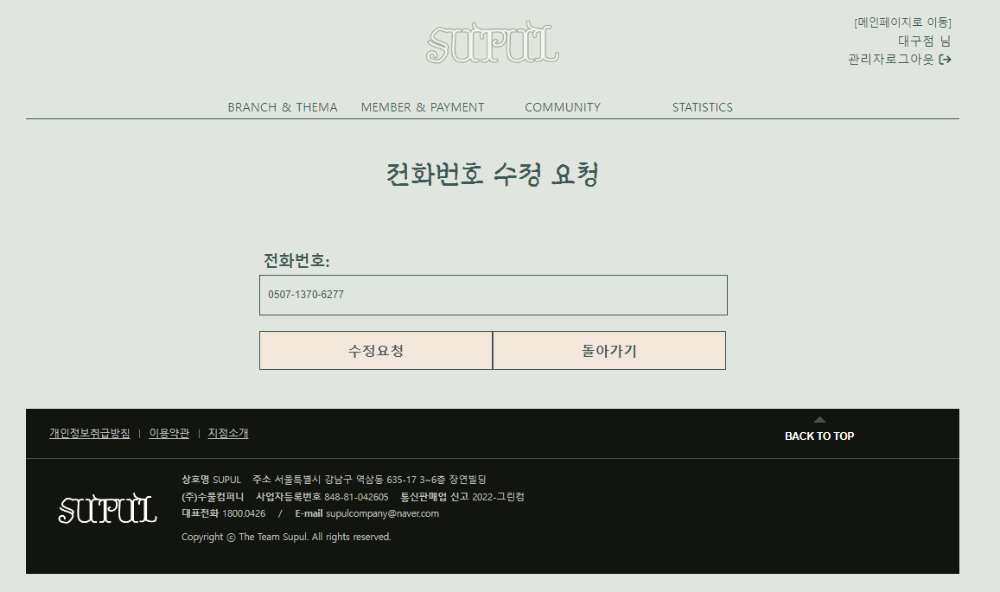 SUPUL
[메인페이지로 이동]
대구점 님
관리자로그아웃
BRANCH & THEMA MEMBER & PAYMENT COMMUNITY STATISTICS
전화번호 수정 요청
전화번호:
0507-1370-6277
수정요청 돌아가기
개인정보취급방침 | 이용약관 | 지점소개
BACK TO TOP
SUPUL
상호명 SUPUL 주소 서울특별시 강남구 역삼동 635-17 3~6층 장연빌딩
(주)수풀컴퍼니 사업자등록번호 848-81-042605 통신판매업 신고 2022-그린컴
대표전화 1800.0426 / E-mail supulcompany@naver.com
Copyright ⓒ The Team Supul. All rights reserved.